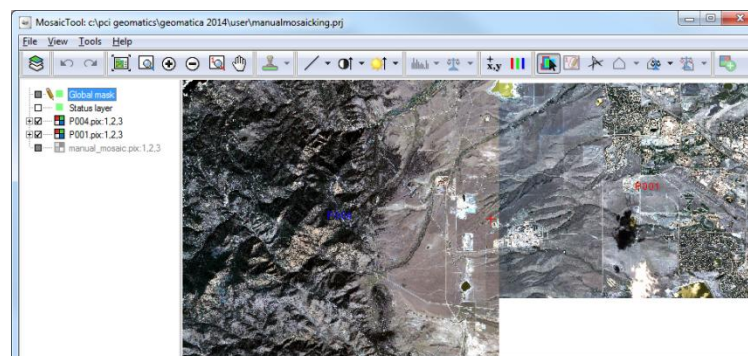 MosaicTool: c:\pci geomatics\geomatica 2014\user\manualmosaicking.prj
File View Tools Help
x,y
Global mask
Status layer
P004.pix:1,2,3
P001.pix:1,2,3
manual_mosaic.pix:1,2,3
P001